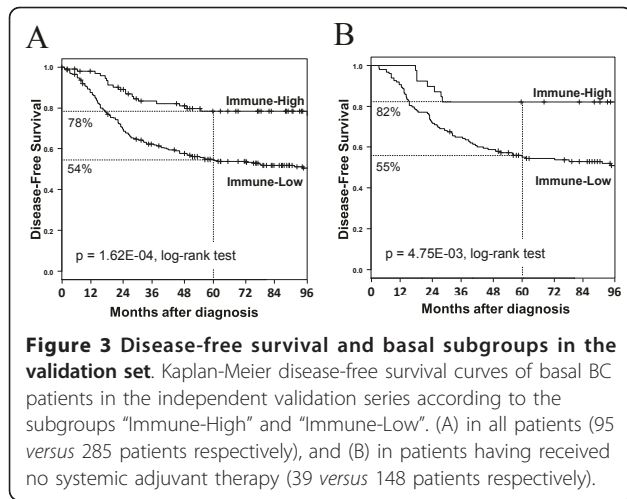 A
Disease-Free Survival
1.0
0.8
0.6
0.4
0.2
0.0
Immune-High
78%
54%
Immune-Low
p = 1.62E-04, log-rank test
0 12 24 36 48 60 72 84 96
Months after diagnosis
B
Disease-Free Survival
1.0
0.8
0.6
0.4
0.2
0.0
Immune-High
82%
55%
Immune-Low
p = 4.75E-03, log-rank test
0 12 24 36 48 60 72 84 96
Months after diagnosis
Figure 3 Disease-free survival and basal subgroups in the
validation set. Kaplan-Meier disease-free survival curves of basal BC
patients in the independent validation series according to the
subgroups “Immune-High” and “Immune-Low”. (A) in all patients (95
versus 285 patients respectively), and (B) in patients having received
no systemic adjuvant therapy (39 versus 148 patients respectively).